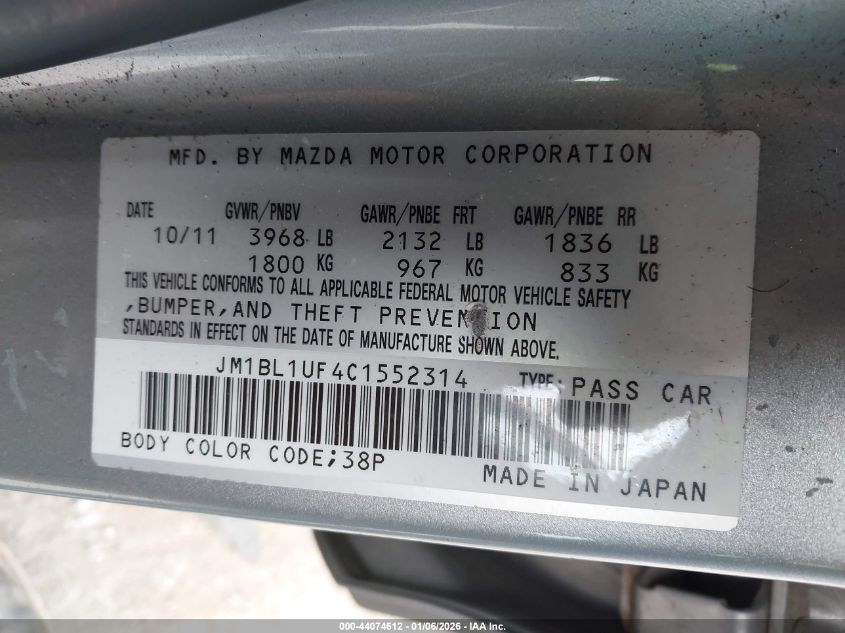 MFD. BY MAZDA MOTOR CORPORATION
DATE GVWR/PNBV GAWR/PNBE FRT GAWR/PNBE RR
10/11 3968 LB 2132 LB 1836 LB
1800 KG 967 KG 833 KG
THIS VEHICLE CONFORMS TO ALL APPLICABLE FEDERAL MOTOR VEHICLE SAFETY
,BUMPER,AND THEFT PREVENTION
STANDARDS IN EFFECT ON THE DATE OF MANUFACTURE SHOWN ABOVE.
JM1BL1UF4C1552314 TYPE: PASS CAR
BODY COLOR CODE;38P
MADE IN JAPAN
000-44074612 - 01/06/2026 - IAA Inc.